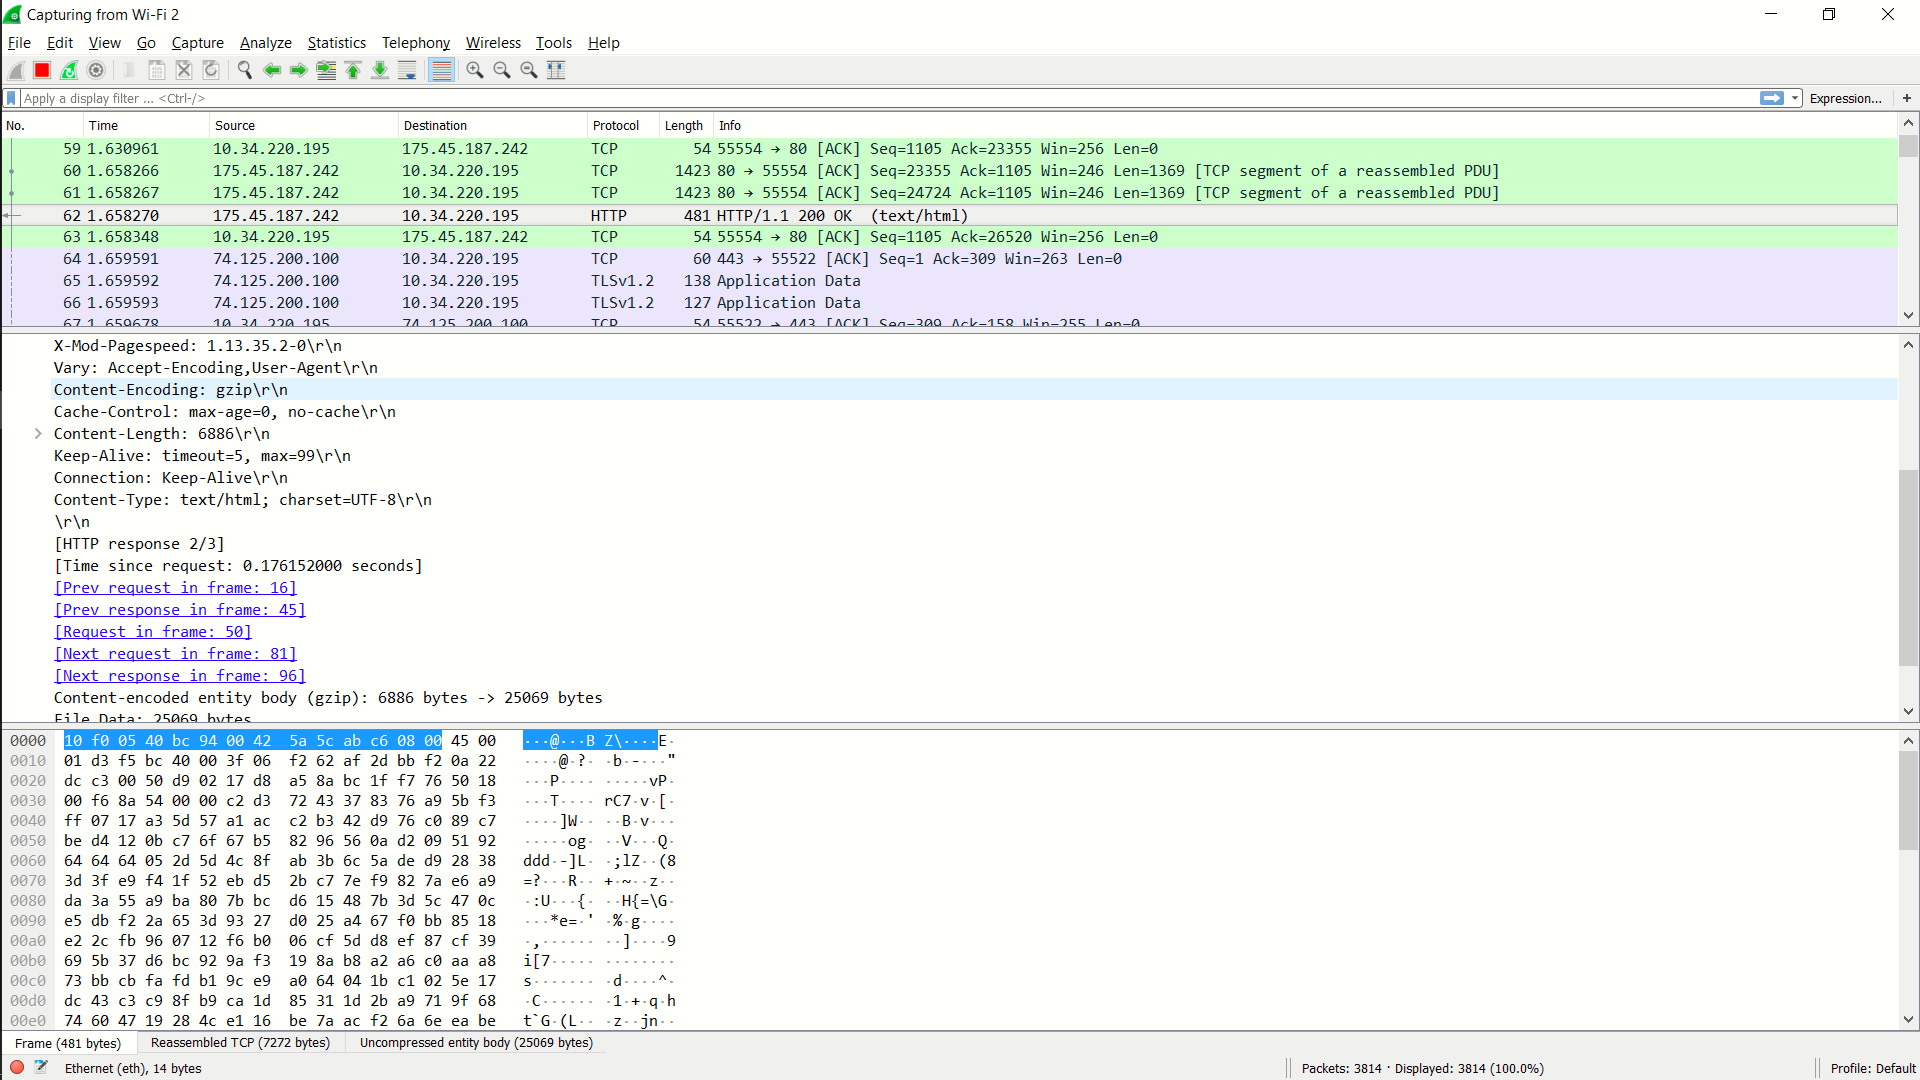 Capturing from Wi-Fi 2
File Edit View Go Capture Analyze Statistics Telephony Wireless Tools Help
Apply a display filter ... <Ctrl-/> Expression... +
No. Time Source Destination Protocol Length Info
59 1.630961 10.34.220.195 175.45.187.242 TCP 54 55554 → 80 [ACK] Seq=1105 Ack=23355 Win=256 Len=0
60 1.658266 175.45.187.242 10.34.220.195 TCP 1423 80 → 55554 [ACK] Seq=23355 Ack=1105 Win=246 Len=1369 [TCP segment of a reassembled PDU]
61 1.658267 175.45.187.242 10.34.220.195 TCP 1423 80 → 55554 [ACK] Seq=24724 Ack=1105 Win=246 Len=1369 [TCP segment of a reassembled PDU]
62 1.658270 175.45.187.242 10.34.220.195 HTTP 481 HTTP/1.1 200 OK (text/html)
63 1.658348 10.34.220.195 175.45.187.242 TCP 54 55554 → 80 [ACK] Seq=1105 Ack=26520 Win=256 Len=0
64 1.659591 74.125.200.100 10.34.220.195 TCP 60 443 → 55522 [ACK] Seq=1 Ack=309 Win=263 Len=0
65 1.659592 74.125.200.100 10.34.220.195 TLSv1.2 138 Application Data
66 1.659593 74.125.200.100 10.34.220.195 TLSv1.2 127 Application Data
67 1.659678 10.34.220.195 74.125.200.100 TCP 54 55522 → 443 [ACK] Seq=309 Ack=158 Win=255 Len=0
X-Mod-Pagespeed: 1.13.35.2-0\r\n
Vary: Accept-Encoding,User-Agent\r\n
Content-Encoding: gzip\r\n
Cache-Control: max-age=0, no-cache\r\n
Content-Length: 6886\r\n
Keep-Alive: timeout=5, max=99\r\n
Connection: Keep-Alive\r\n
Content-Type: text/html; charset=UTF-8\r\n
\r\n
[HTTP response 2/3]
[Time since request: 0.176152000 seconds]
[Prev request in frame: 16]
[Prev response in frame: 45]
[Request in frame: 50]
[Next request in frame: 81]
[Next response in frame: 96]
Content-encoded entity body (gzip): 6886 bytes -> 25069 bytes
File Data: 25069 bytes
0000 10 f0 05 40 bc 94 00 42 5a 5c ab c6 08 00 45 00 ···@···B Z\····E·
0010 01 d3 f5 bc 40 00 3f 06 f2 62 af 2d bb f2 0a 22 ····@·?· ·b·-···"
0020 dc c3 00 50 d9 02 17 d8 a5 8a bc 1f f7 76 50 18 ···P···· ·····vP·
0030 00 f6 8a 54 00 00 c2 d3 72 43 37 83 76 a9 5b f3 ···T···· rC7·v·[·
0040 ff 07 17 a3 5d 57 a1 ac c2 b3 42 d9 76 c0 89 c7 ····]W·· ··B·v···
0050 be d4 12 0b c7 6f 67 b5 82 96 56 0a d2 09 51 92 ·····og· ··V···Q·
0060 64 64 64 05 2d 5d 4c 8f ab 3b 6c 5a de d9 28 38 ddd·-]L· ·;lZ··(8
0070 3d 3f e9 f4 1f 52 eb d5 2b c7 7e f9 82 7a e6 a9 =?···R·· +·~··z··
0080 da 3a 55 a9 ba 80 7b bc d6 15 48 7b 3d 5c 47 0c ·:U···{· ··H{=\G·
0090 e5 db f2 2a 65 3d 93 27 d0 25 a4 67 f0 bb 85 18 ···*e=·' ·%·g····
00a0 e2 2c fb 96 07 12 f6 b0 06 cf 5d d8 ef 87 cf 39 ·,······ ··]····9
00b0 69 5b 37 d6 bc 92 9a f3 19 8a b8 a2 a6 c0 aa a8 i[7····· ········
00c0 73 bb cb fa fd b1 9c e9 a0 64 04 1b c1 02 5e 17 s······· ·d····^·
00d0 dc 43 c3 c9 8f b9 ca 1d 85 31 1d 2b a9 71 9f 68 ·C······ ·1·+·q·h
00e0 74 60 47 19 28 4c e1 16 be 7a ac f2 6a 6e ea be t`G·(L·· ·z··jn··
Frame (481 bytes) Reassembled TCP (7272 bytes) Uncompressed entity body (25069 bytes)
Ethernet (eth), 14 bytes Packets: 3814 · Displayed: 3814 (100.0%) Profile: Default